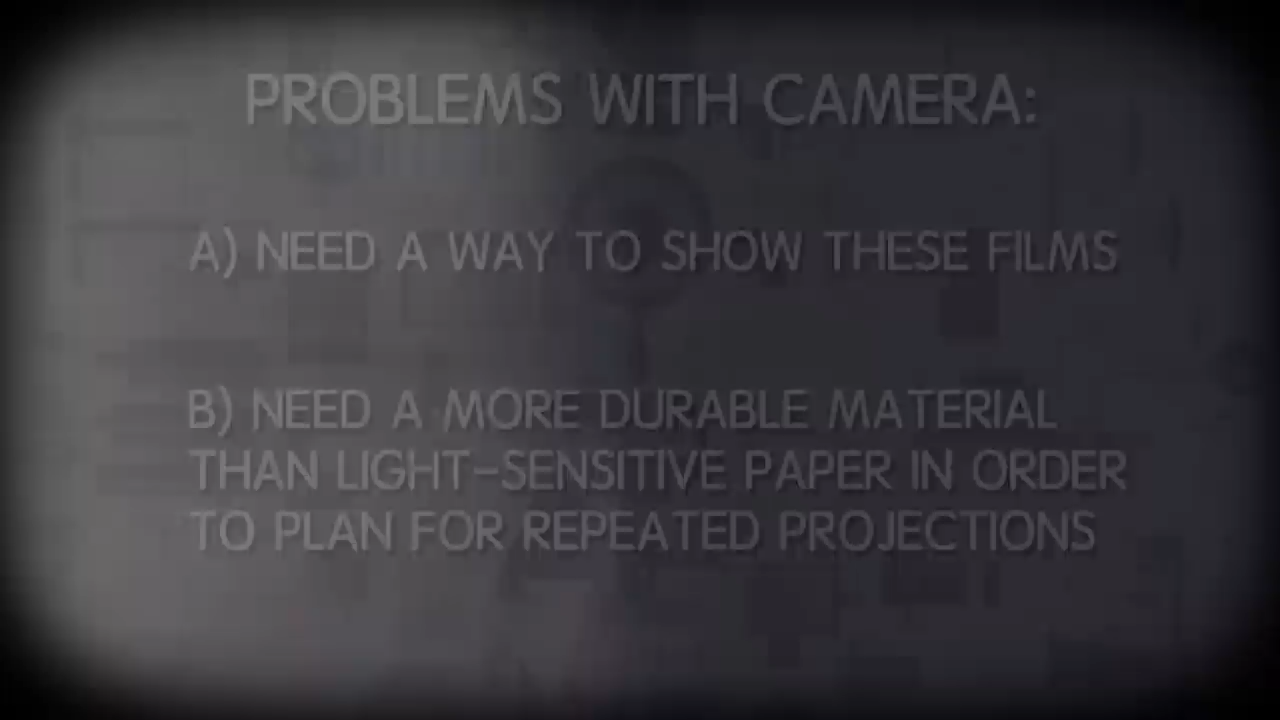 PROBLEMS WITH CAMERA:
A) NEED A WAY TO SHOW THESE FILMS
B) NEED A MORE DURABLE MATERIAL
THAN LIGHT-SENSITIVE PAPER IN ORDER
TO PLAN FOR REPEATED PROJECTIONS